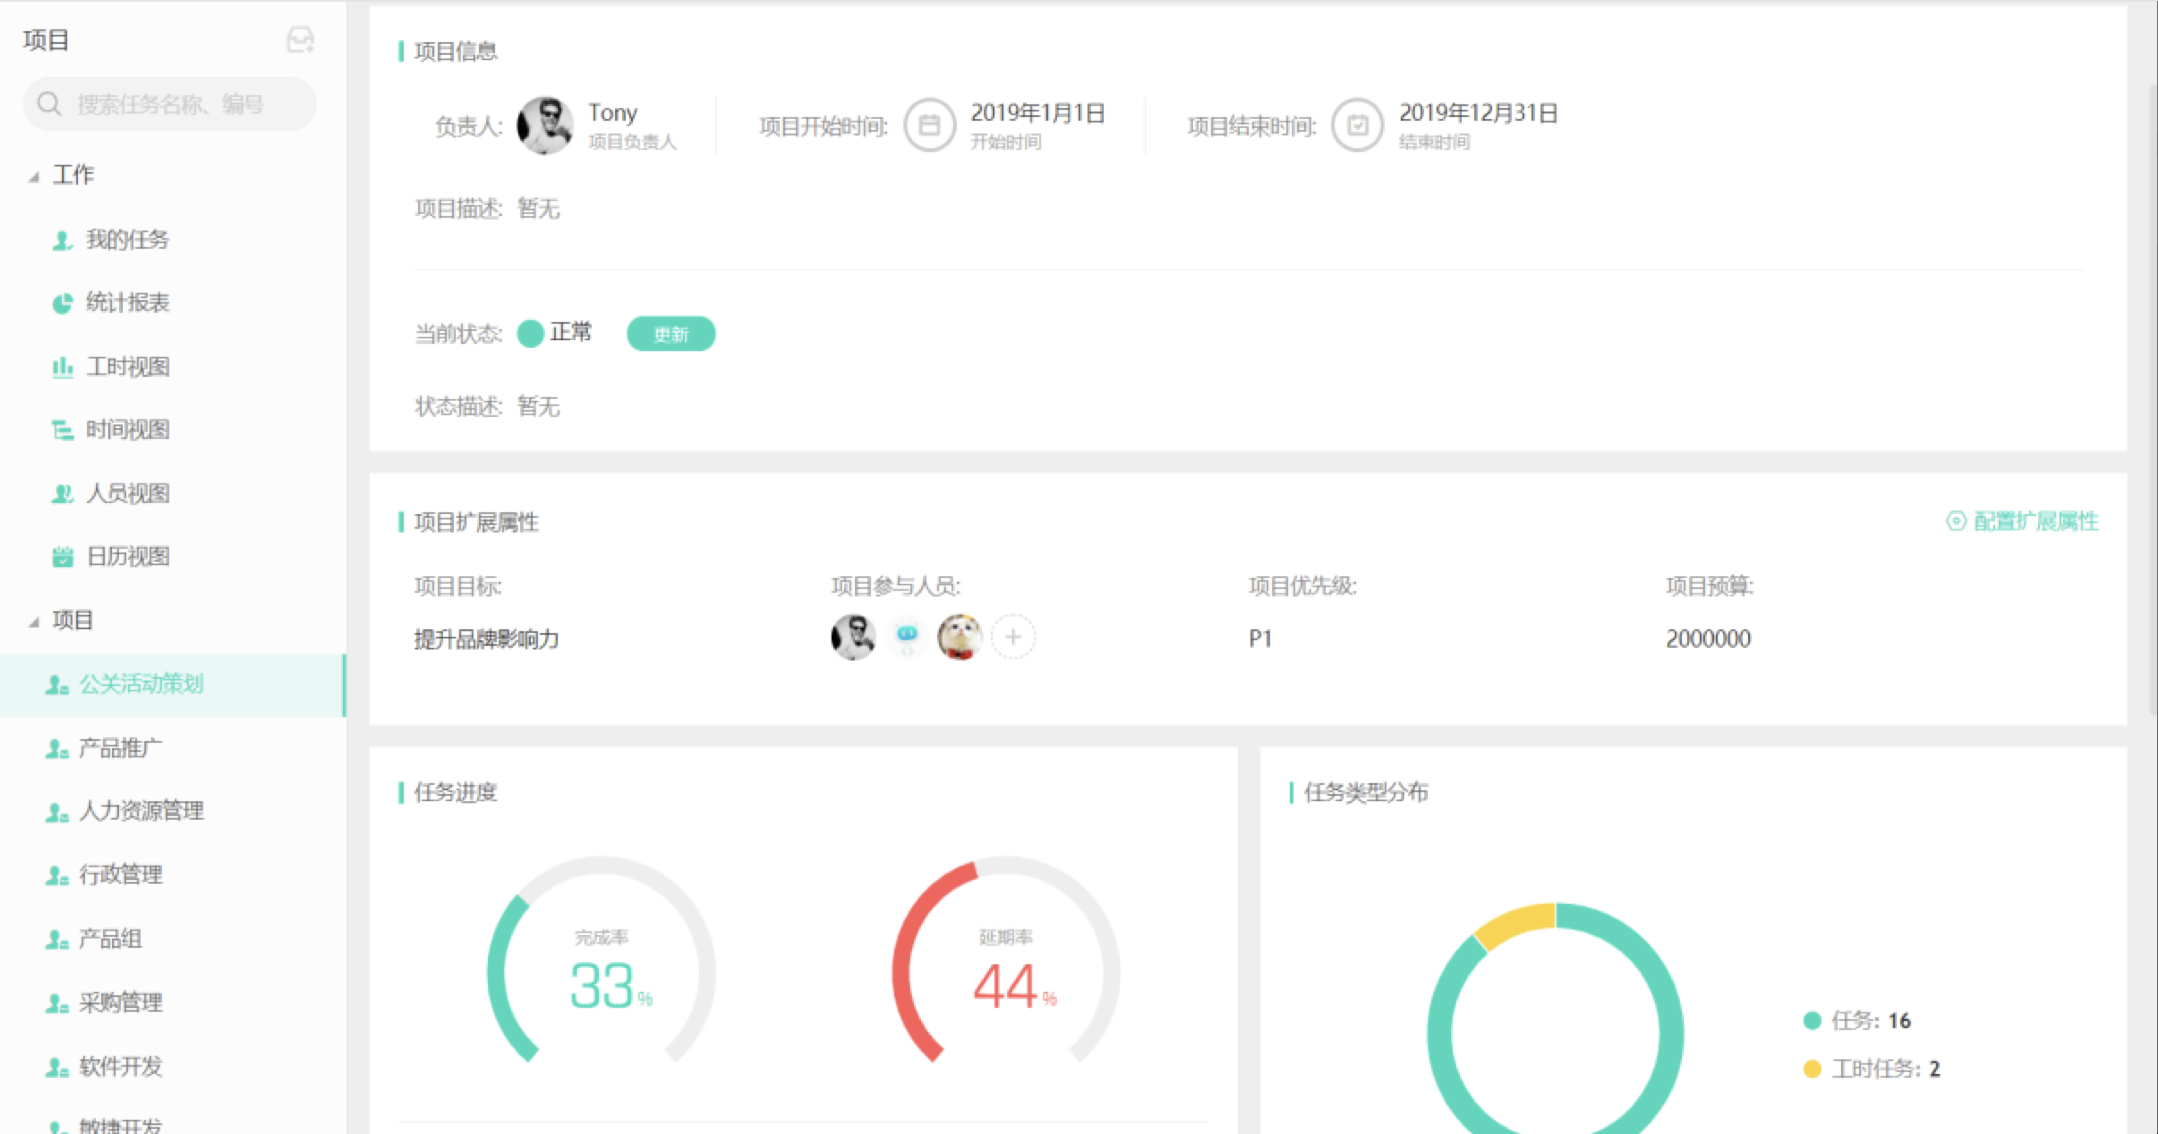 项目
搜索任务名称、编号
工作
我的任务
统计报表
工时视图
时间视图
人员视图
日历视图
项目
公关活动策划
产品推广
人力资源管理
行政管理
产品组
采购管理
软件开发
敏捷开发
项目信息
负责人: Tony 项目开始时间: 2019年1月1日 项目结束时间: 2019年12月31日
项目负责人 开始时间 结束时间
项目描述: 暂无
当前状态: 正常 更新
状态描述: 暂无
项目扩展属性 配置扩展属性
项目目标: 项目参与人员: 项目优先级: 项目预算:
提升品牌影响力 P1 2000000
任务进度
完成率
33%
延期率
44%
任务类型分布
任务: 16
工时任务: 2